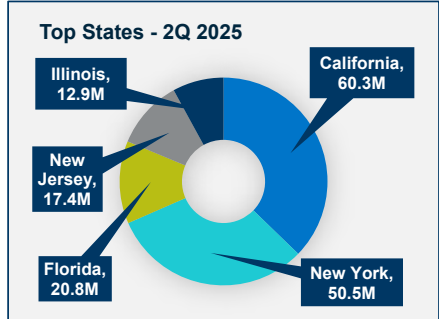 Top States - 2Q 2025
California,
60.3M
Illinois,
12.9M
New
Jersey,
17.4M
Florida,
20.8M
New York,
50.5M